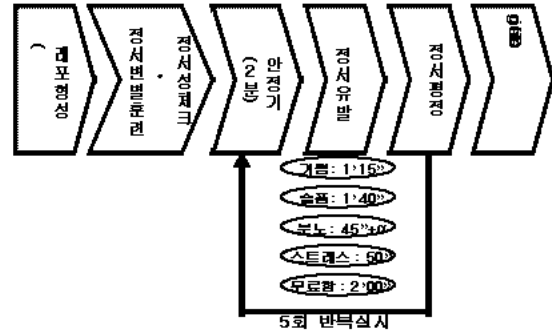 레포형성
(
정서성체크
·
정서변별훈련
안정기
(2분)
정서유발
정서평정
기쁨: 1'15"
슬픔: 1'40"
분노: 45"+α
스트레스: 50"
무료함: 2'00"
5회 반복실시